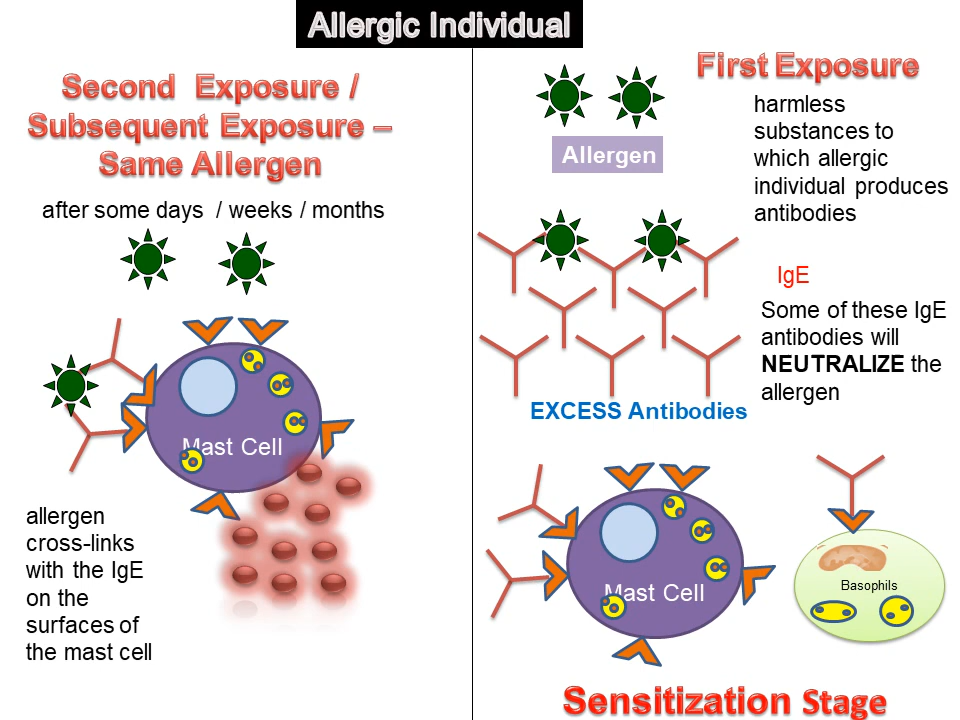 Allergic Individual
Second Exposure /
Subsequent Exposure –
Same Allergen
after some days / weeks / months
Mast Cell
allergen
cross-links
with the IgE
on the
surfaces of
the mast cell
First Exposure
Allergen
harmless
substances to
which allergic
individual produces
antibodies
IgE
Some of these IgE
antibodies will
NEUTRALIZE the
allergen
EXCESS Antibodies
Mast Cell
Basophils
Sensitization Stage